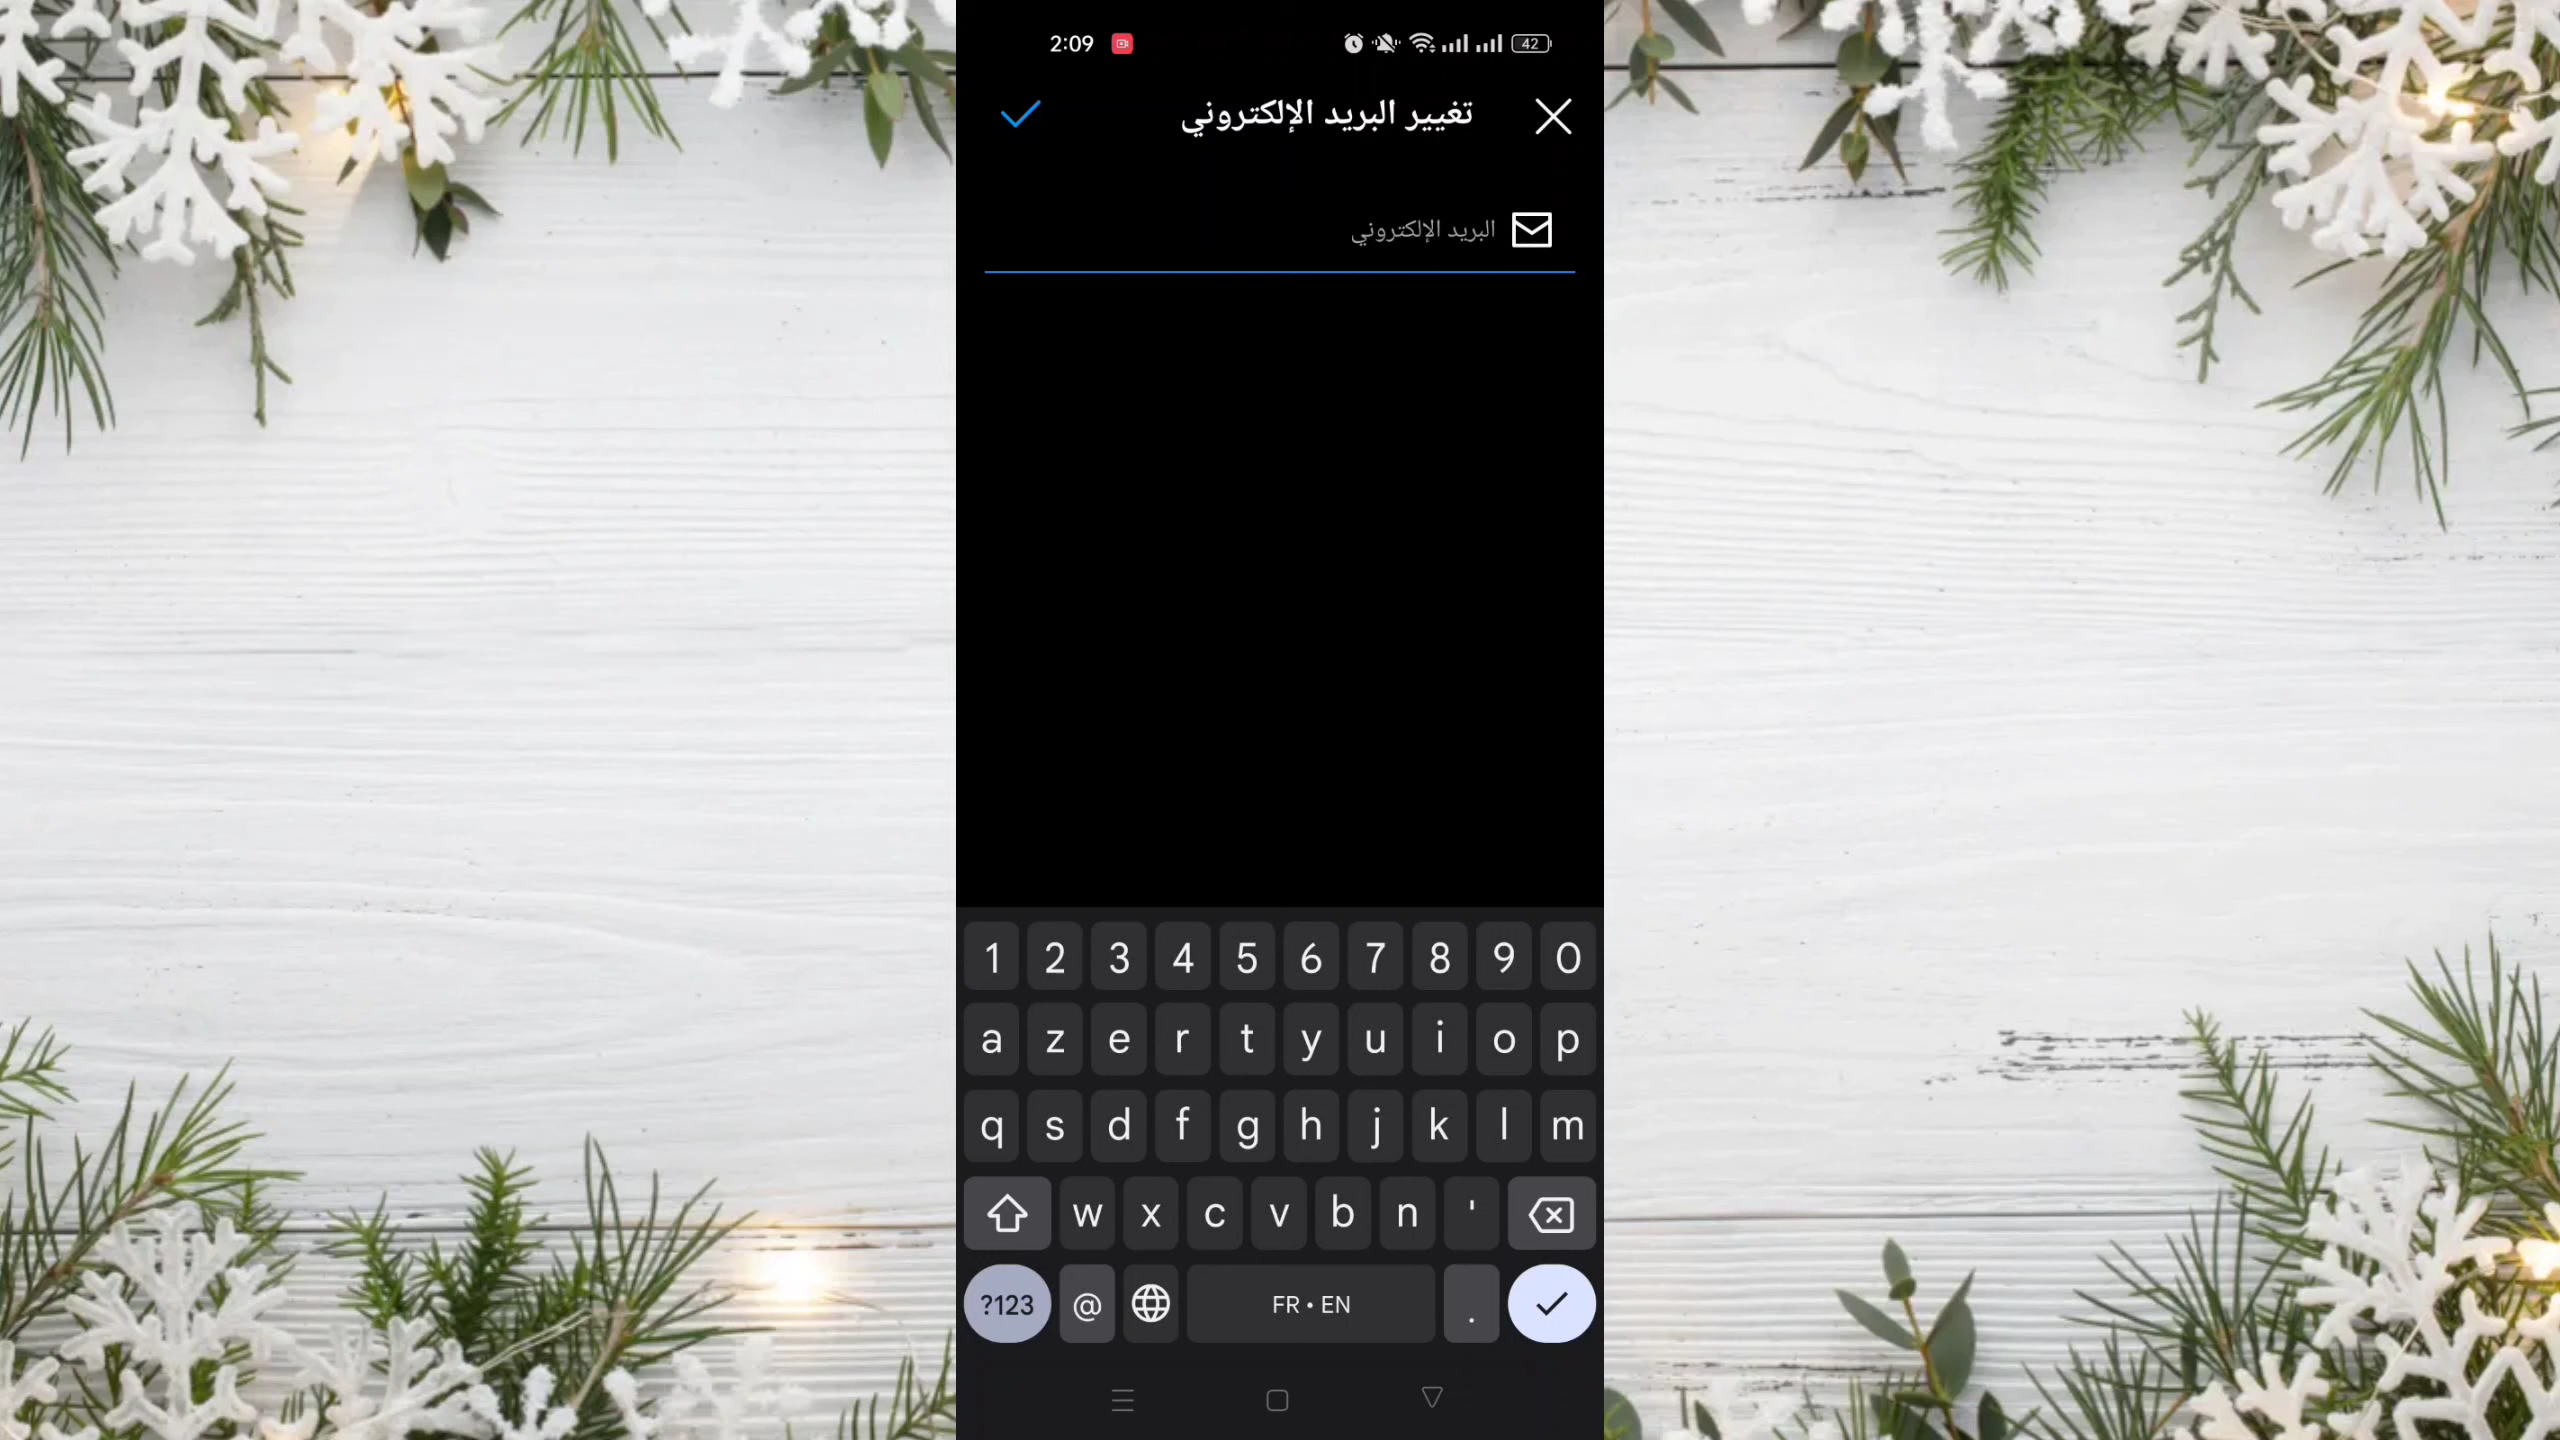 2:09
42
تغيير البريد الإلكتروني
البريد الإلكتروني
1 2 3 4 5 6 7 8 9 0
a z e r t y u i o p
q s d f g h j k l m
w x c v b n '
?123 @ FR • EN .